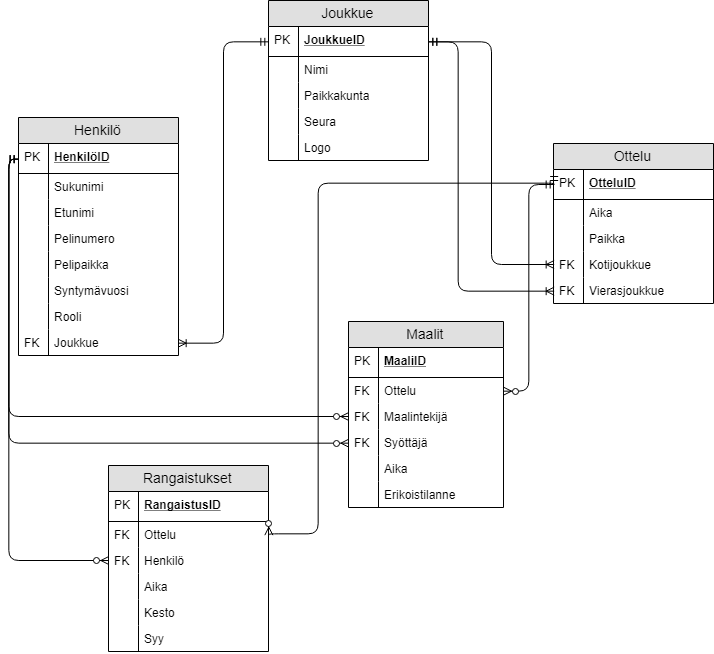 Joukkue
PK JoukkueID
Nimi
Paikkakunta
Seura
Logo
Henkilö
PK HenkilöID
Sukunimi
Etunimi
Pelinumero
Pelipaikka
Syntymävuosi
Rooli
FK Joukkue
Ottelu
PK OtteluID
Aika
Paikka
FK Kotijoukkue
FK Vierasjoukkue
Maalit
PK MaaliID
FK Ottelu
FK Maalintekijä
FK Syöttäjä
Aika
Erikoistilanne
Rangaistukset
PK RangaistusID
FK Ottelu
FK Henkilö
Aika
Kesto
Syy